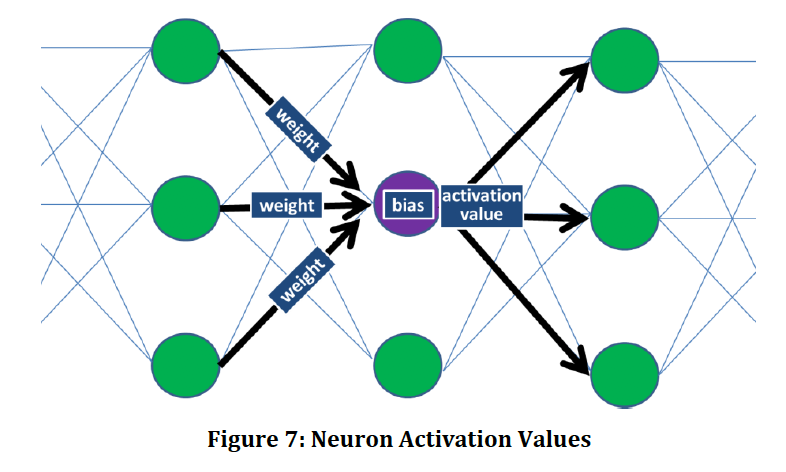 weight
weight
bias
activation
value
weight
Figure 7: Neuron Activation Values